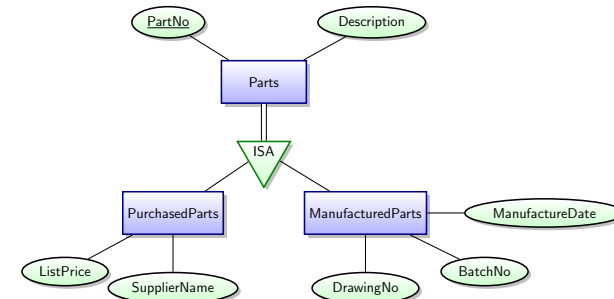 PartNo
Description
Parts
ISA
PurchasedParts
ManufacturedParts
ManufactureDate
ListPrice
BatchNo
SupplierName
DrawingNo